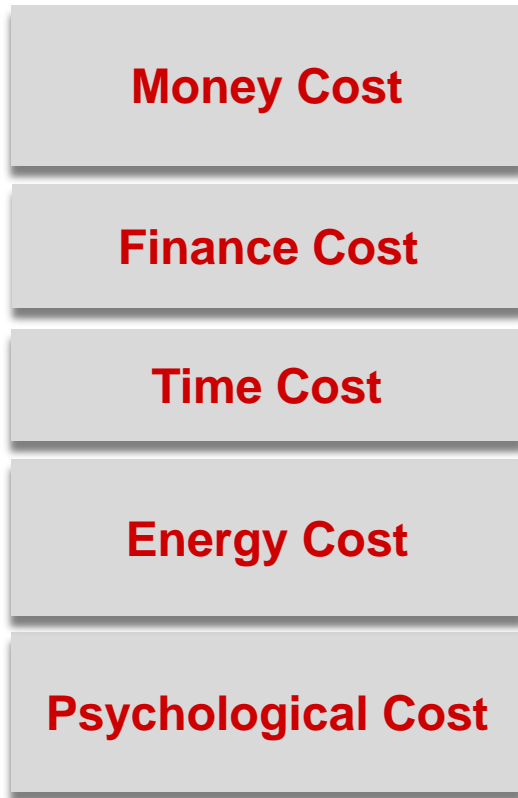 Money Cost
Finance Cost
Time Cost
Energy Cost
Psychological Cost